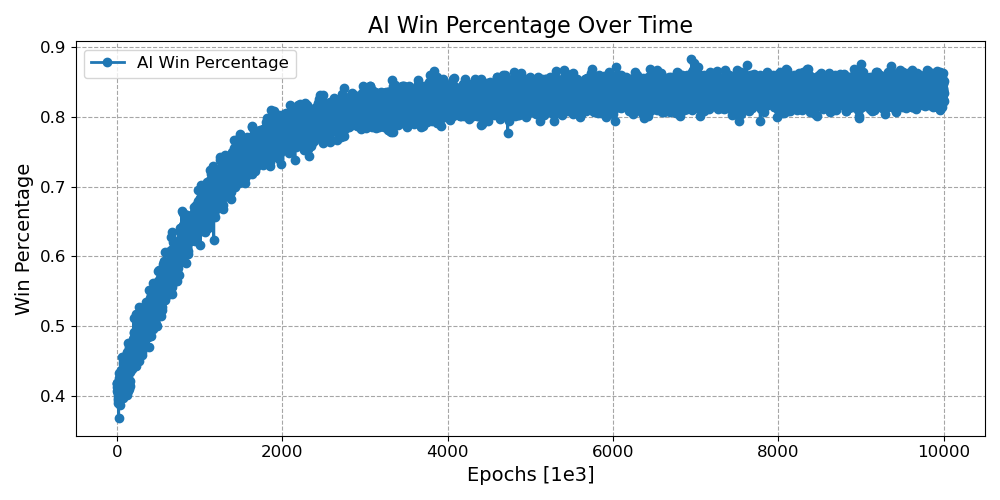 AI Win Percentage Over Time
AI Win Percentage
Win Percentage
0.9
0.8
0.7
0.6
0.5
0.4
0 2000 4000 6000 8000 10000
Epochs [1e3]